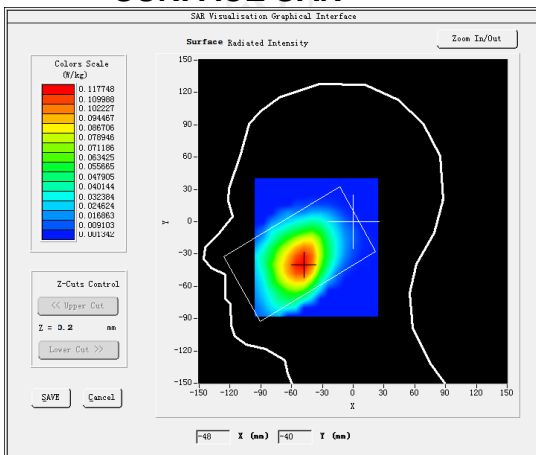 SAR Visualisation Graphical Interface
Surface Radiated Intensity
Zoom In/Out
Colors Scale
(W/kg)
0.117748
0.109988
0.102227
0.094467
0.086706
0.078946
0.071186
0.063425
0.055665
0.047905
0.040144
0.032384
0.024624
0.016863
0.009103
0.001342
Z-Cuts Control
<< Upper Cut
Z = 0.2 mm
Lower Cut >>
SAVE Cancel
150
120
90
60
30
0
-30
-60
-90
-120
-150
Y
-150 -120 -90 -60 -30 0 30 60 90 120 150
X
-48 X (mm) -40 Y (mm)